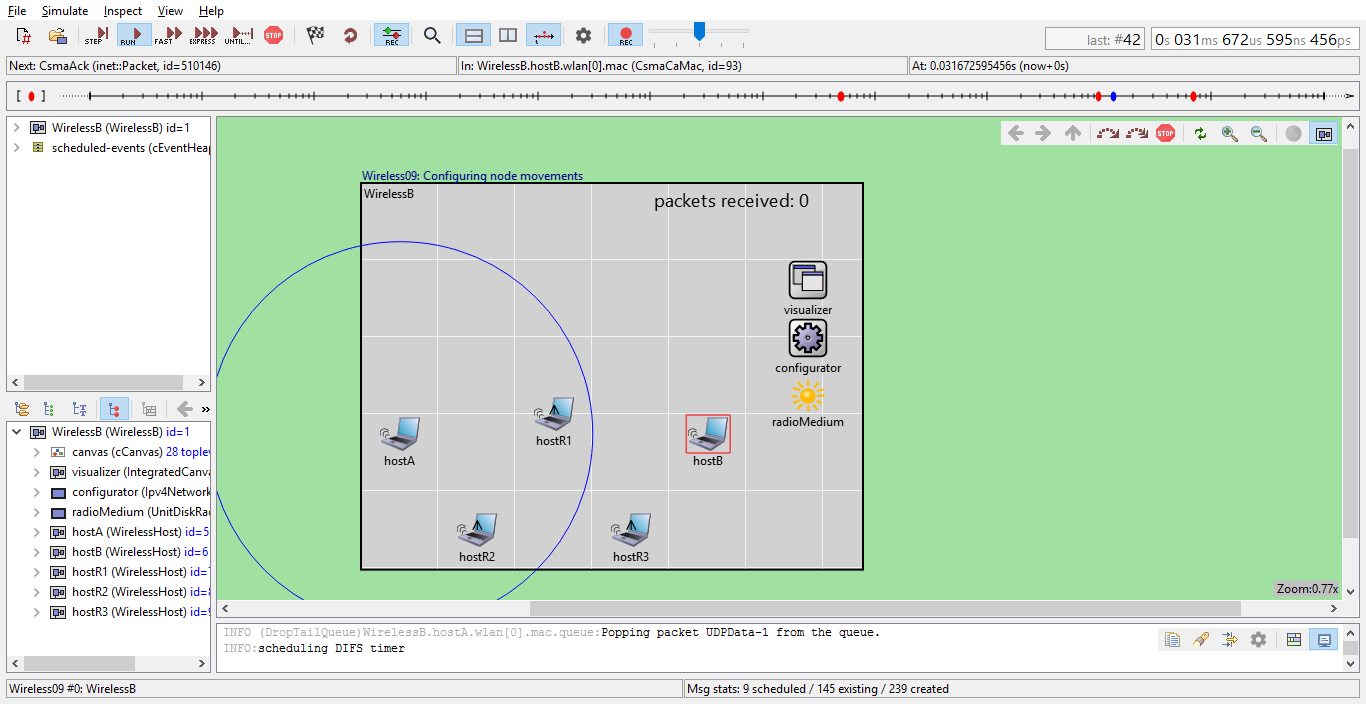 File Simulate Inspect View Help
STEP RUN FAST EXPRESS UNTIL... STOP REC REC
last: #42 0s 031ms 672us 595ns 456ps
Next: CsmaAck (inet::Packet, id=510146) In: WirelessB.hostB.wlan[0].mac (CsmaCaMac, id=93) At: 0.031672595456s (now+0s)
WirelessB (WirelessB) id=1
scheduled-events (cEventHeap
STOP
Wireless09: Configuring node movements
WirelessB
packets received: 0
visualizer
configurator
radioMedium
hostA
hostR1
hostB
hostR2
hostR3
Zoom:0.77x
WirelessB (WirelessB) id=1
canvas (cCanvas) 28 topleve
visualizer (IntegratedCanva
configurator (Ipv4Network
radioMedium (UnitDiskRad
hostA (WirelessHost) id=5
hostB (WirelessHost) id=6
hostR1 (WirelessHost) id=
hostR2 (WirelessHost) id=
hostR3 (WirelessHost) id=
INFO (DropTailQueue)WirelessB.hostA.wlan[0].mac.queue:Popping packet UDPData-1 from the queue.
INFO:scheduling DIFS timer
Wireless09 #0: WirelessB Msg stats: 9 scheduled / 145 existing / 239 created